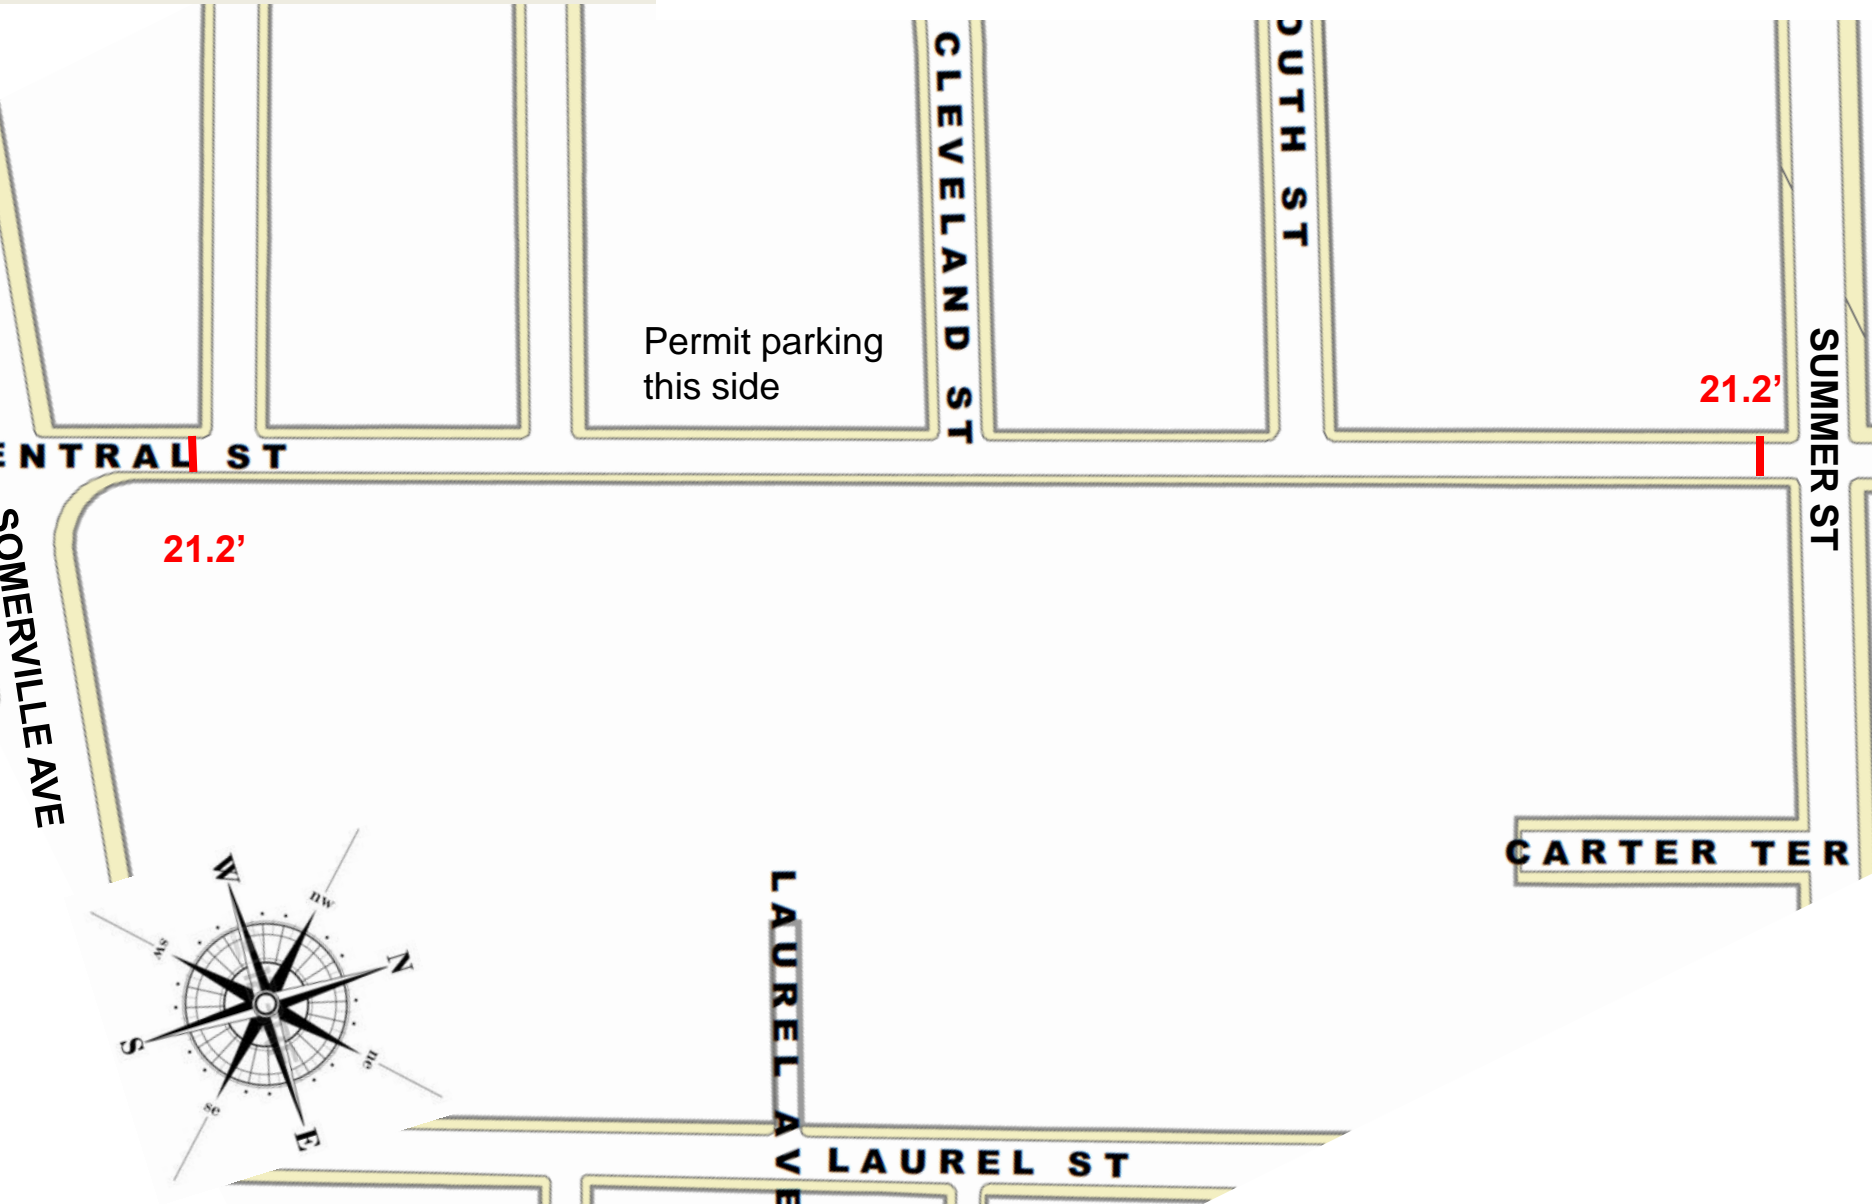 CLEVELAND ST
OUTH ST
Permit parking
this side
21.2’
SUMMER ST
ENTRAL ST
21.2’
SOMERVILLE AVE
CARTER TER
LAUREL AVE
LAUREL ST
W
nw
N
ne
E
se
S
sw